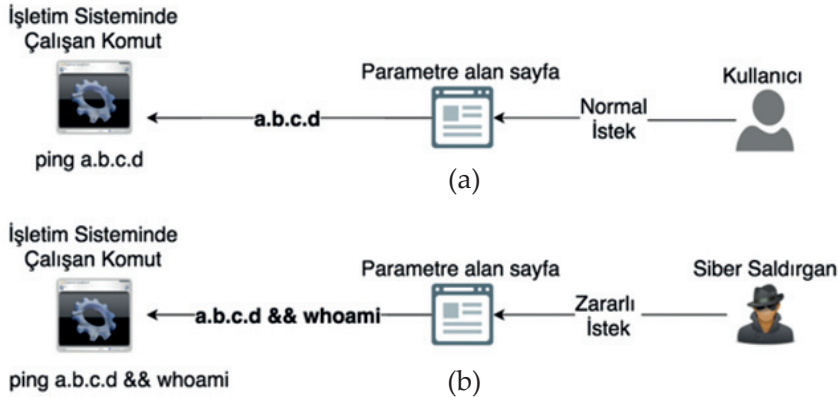 İşletim Sisteminde
Çalışan Komut
Parametre alan sayfa
Kullanıcı
a.b.c.d
Normal
İstek
ping a.b.c.d
(a)
İşletim Sisteminde
Çalışan Komut
Parametre alan sayfa
Siber Saldırgan
a.b.c.d && whoami
Zararlı
İstek
ping a.b.c.d && whoami
(b)